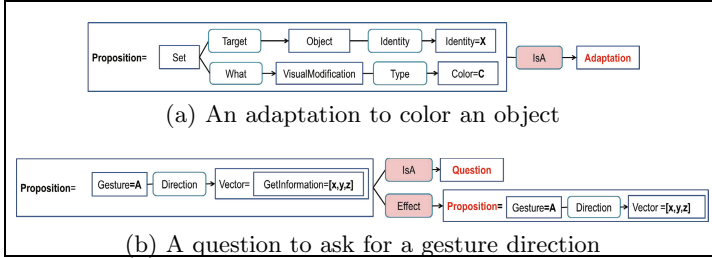 Proposition= Set Target Object Identity Identity=X IsA Adaptation
What VisualModification Type Color=C
(a) An adaptation to color an object
Proposition= Gesture=A Direction Vector= GetInformation=[x,y,z] IsA Question
Effect Proposition= Gesture=A Direction Vector =[x,y,z]
(b) A question to ask for a gesture direction